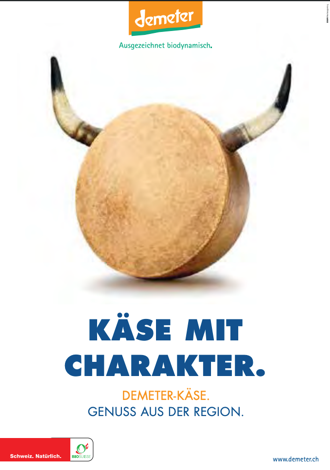 demeter
Ausgezeichnet biodynamisch.
KÄSE MIT
CHARAKTER.
DEMETER-KÄSE.
GENUSS AUS DER REGION.
Schweiz. Natürlich.
www.demeter.ch